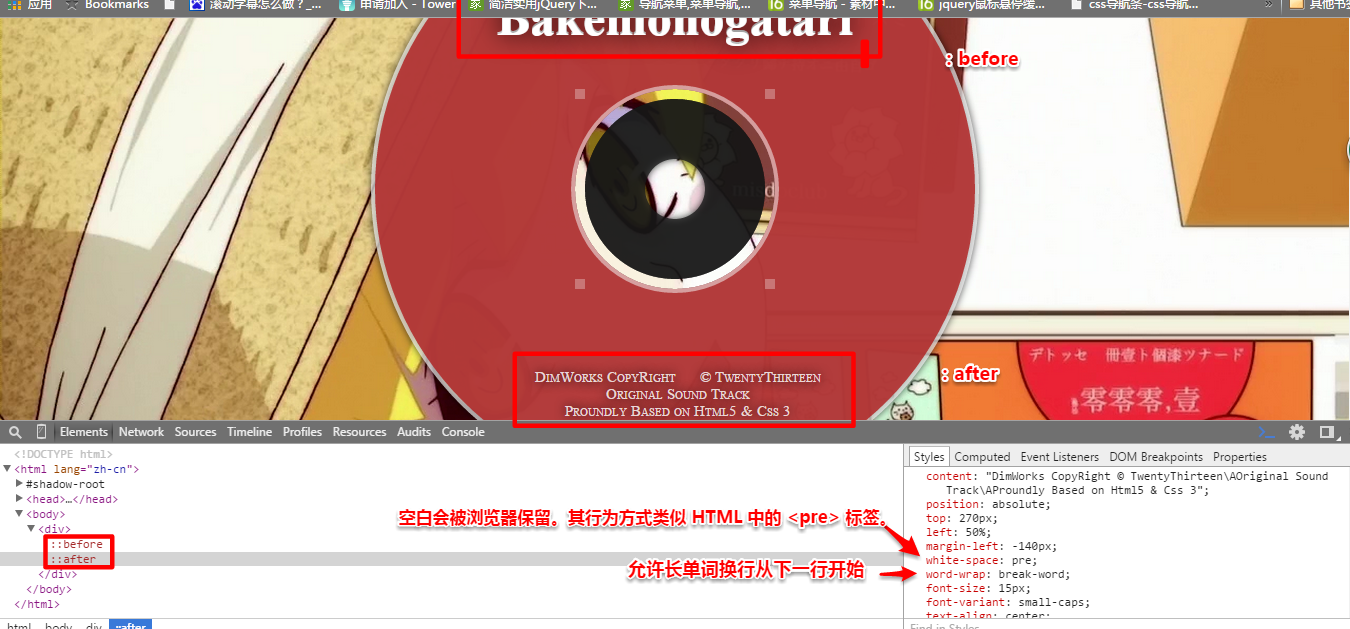 应用 Bookmarks 滚动字幕怎么做？_... 申请加入 - Tower 简洁实用jQuery下... 导航菜单,菜单导航,... 菜单导航 - 素材中... jquery鼠标悬停缓... css导航条-css导航... » 其他书签
Bakemonogatari
: before
DimWorks CopyRight © TwentyThirteen
Original Sound Track
Proundly Based on Html5 & Css 3
: after
デトッセ 冊壹ト個漆ツナード
零零零,壹
Elements Network Sources Timeline Profiles Resources Audits Console
<!DOCTYPE html>
<html lang="zh-cn">
#shadow-root
<head>…</head>
<body>
<div>
::before
::after
</div>
</body>
</html>
html body div ::after
空白会被浏览器保留。其行为方式类似 HTML 中的 <pre> 标签。
允许长单词换行从下一行开始
Styles Computed Event Listeners DOM Breakpoints Properties
content: "DimWorks CopyRight © TwentyThirteen\AOriginal Sound
Track\AProundly Based on Html5 & Css 3";
position: absolute;
top: 270px;
left: 50%;
margin-left: -140px;
white-space: pre;
word-wrap: break-word;
font-size: 15px;
font-variant: small-caps;
text-align: center;
Find in Styles